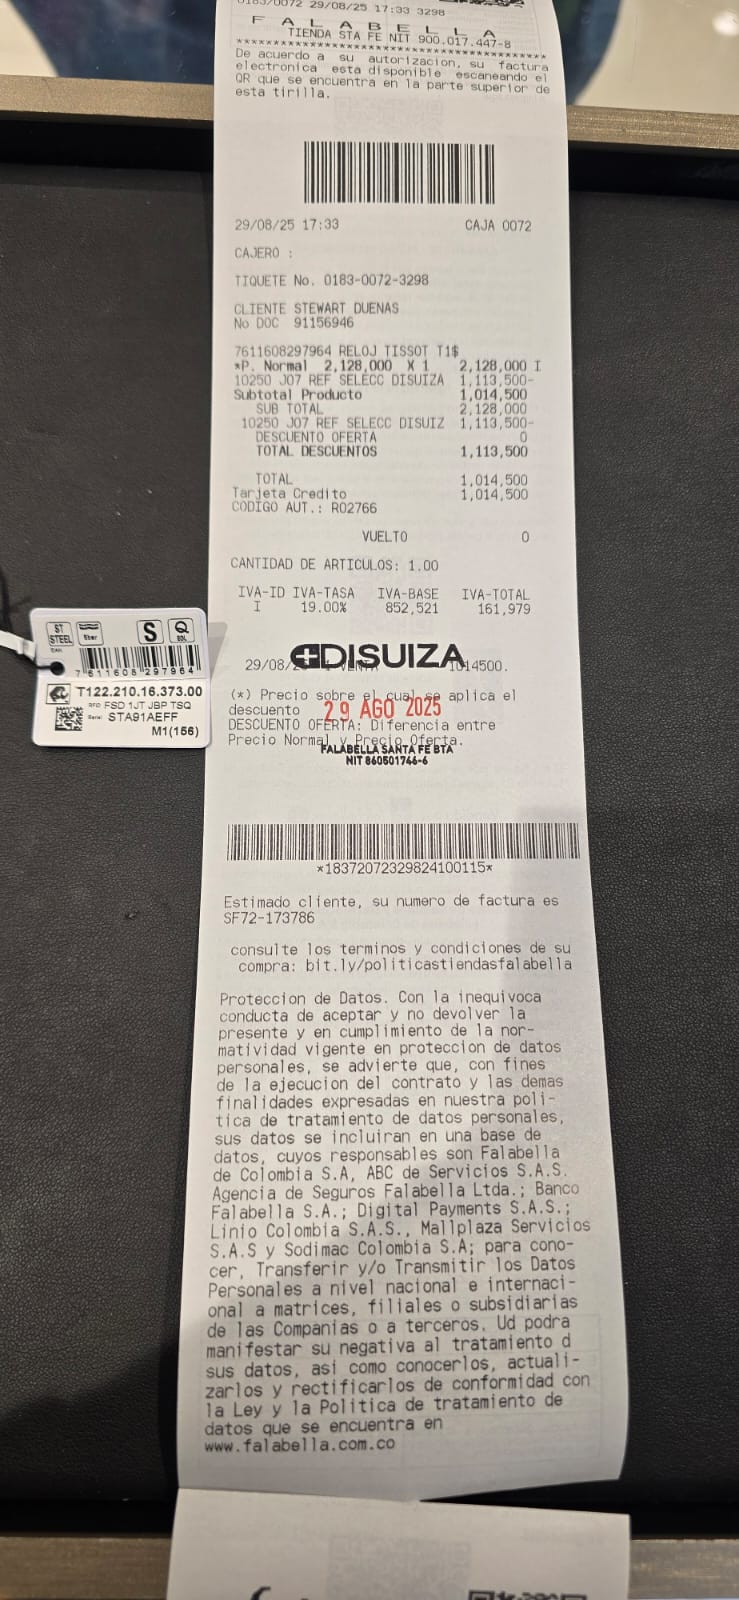 0183/0072 29/08/25 17:33 3298
FALABELLA
TIENDA STA FE NIT 900.017.447-8
****************************************
De acuerdo a su autorizacion, su factura
electronica esta disponible escaneando el
QR que se encuentra en la parte superior de
esta tirilla.
29/08/25 17:33 CAJA 0072
CAJERO :
TIQUETE No. 0183-0072-3298
CLIENTE STEWART DUENAS
No DOC 91156946
7611608297964 RELOJ TISSOT T1$
*P. Normal 2,128,000 X 1 2,128,000 I
10250 J07 REF SELECC DISUIZA 1,113,500-
Subtotal Producto 1,014,500
SUB TOTAL 2,128,000
10250 J07 REF SELECC DISUIZ 1,113,500-
DESCUENTO OFERTA 0
TOTAL DESCUENTOS 1,113,500
TOTAL 1,014,500
Tarjeta Credito 1,014,500
CODIGO AUT.: R02766
VUELTO 0
CANTIDAD DE ARTICULOS: 1.00
IVA-ID IVA-TASA IVA-BASE IVA-TOTAL
I 19.00% 852,521 161,979
DISUIZA
29/08/ 1014500.
(*) Precio sobre el cual se aplica el
descuento
29 AGO 2025
DESCUENTO OFERTA: Diferencia entre
Precio Normal y Precio Oferta.
FALABELLA SANTA FE BTA
NIT 860501746-6
*18372072329824100115*
Estimado cliente, su numero de factura es
SF72-173786
consulte los terminos y condiciones de su
compra: bit.ly/politicastiendasfalabella
Proteccion de Datos. Con la inequivoca
conducta de aceptar y no devolver la
presente y en cumplimiento de la nor-
matividad vigente en proteccion de datos
personales, se advierte que, con fines
de la ejecucion del contrato y las demas
finalidades expresadas en nuestra poli-
tica de tratamiento de datos personales,
sus datos se incluiran en una base de
datos, cuyos responsables son Falabella
de Colombia S.A, ABC de Servicios S.A.S.
Agencia de Seguros Falabella Ltda.; Banco
Falabella S.A.; Digital Payments S.A.S.;
Linio Colombia S.A.S., Mallplaza Servicios
S.A.S y Sodimac Colombia S.A; para cono-
cer, Transferir y/o Transmitir los Datos
Personales a nivel nacional e internaci-
onal a matrices, filiales o subsidiarias
de las Companias o a terceros. Ud podra
manifestar su negativa al tratamiento d
sus datos, asi como conocerlos, actuali-
zarlos y rectificarlos de conformidad con
la Ley y la Politica de tratamiento de
datos que se encuentra en
www.falabella.com.co
ST
STEEL
5bar
S
Q
SOL
EAN
7 611608 297964
T122.210.16.373.00
RFID FSD 1JT JBP TSQ
Serial STA91AEFF
M1(156)